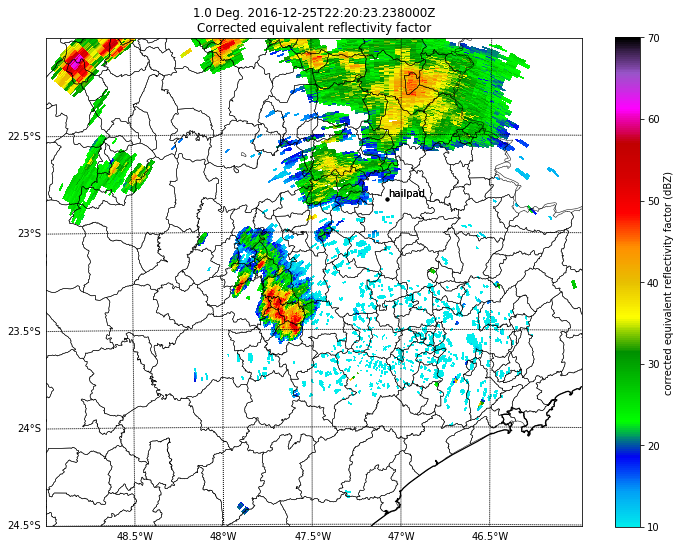 1.0 Deg. 2016-12-25T22:20:23.238000Z
Corrected equivalent reflectivity factor
22.5°S
23°S
23.5°S
24°S
24.5°S
hailpad
48.5°W
48°W
47.5°W
47°W
46.5°W
70
60
50
40
30
20
10
corrected equivalent reflectivity factor (dBZ)